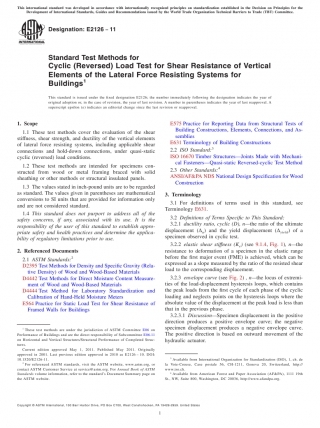 This international standard was developed in accordance with internationally recognized principles on standardization established in the Decision on Principles for the
Development of International Standards, Guides and Recommendations issued by the World Trade Organization Technical Barriers to Trade (TBT) Committee.
Designation: E2126 − 11
INTERNATIONAL
Standard Test Methods for
Cyclic (Reversed) Load Test for Shear Resistance of Vertical
Elements of the Lateral Force Resisting Systems for
Buildings¹
This standard is issued under the fixed designation E2126; the number immediately following the designation indicates the year of
original adoption or, in the case of revision, the year of last revision. A number in parentheses indicates the year of last reapproval. A
superscript epsilon (ε) indicates an editorial change since the last revision or reapproval.
1. Scope
1.1 These test methods cover the evaluation of the shear
stiffness, shear strength, and ductility of the vertical elements
of lateral force resisting systems, including applicable shear
connections and hold-down connections, under quasi-static
cyclic (reversed) load conditions.
1.2 These test methods are intended for specimens con-
structed from wood or metal framing braced with solid
sheathing or other methods or structural insulated panels.
1.3 The values stated in inch-pound units are to be regarded
as standard. The values given in parentheses are mathematical
conversions to SI units that are provided for information only
and are not considered standard.
1.4 This standard does not purport to address all of the
safety concerns, if any, associated with its use. It is the
responsibility of the user of this standard to establish appro-
priate safety and health practices and determine the applica-
bility of regulatory limitations prior to use.
2. Referenced Documents
2.1 ASTM Standards:²
D2395 Test Methods for Density and Specific Gravity (Rela-
tive Density) of Wood and Wood-Based Materials
D4442 Test Methods for Direct Moisture Content Measure-
ment of Wood and Wood-Based Materials
D4444 Test Method for Laboratory Standardization and
Calibration of Hand-Held Moisture Meters
E564 Practice for Static Load Test for Shear Resistance of
Framed Walls for Buildings
¹ These test methods are under the jurisdiction of ASTM Committee E06 on
Performance of Buildings and are the direct responsibility of Subcommittee E06.11
on Horizontal and Vertical Structures/Structural Performance of Completed Struc-
tures.
Current edition approved May 1, 2011. Published May 2011. Originally
approved in 2001. Last previous edition approved in 2010 as E2126 – 10. DOI:
10.1520/E2126-11.
² For referenced ASTM standards, visit the ASTM website, www.astm.org, or
contact ASTM Customer Service at service@astm.org. For Annual Book of ASTM
Standards volume information, refer to the standard's Document Summary page on
the ASTM website.
E575 Practice for Reporting Data from Structural Tests of
Building Constructions, Elements, Connections, and As-
semblies
E631 Terminology of Building Constructions
2.2 ISO Standard:³
ISO 16670 Timber Structures—Joints Made with Mechani-
cal Fasteners—Quasi-static Reversed-cyclic Test Method
2.3 Other Standards:⁴
ANSI/AF&PA NDS National Design Specification for Wood
Construction
3. Terminology
3.1 For definitions of terms used in this standard, see
Terminology E631.
3.2 Definitions of Terms Specific to This Standard:
3.2.1 ductility ratio, cyclic (D), n—the ratio of the ultimate
displacement (Δu) and the yield displacement (Δyield) of a
specimen observed in cyclic test.
3.2.2 elastic shear stiffness (Ke) (see 9.1.4, Fig. 1), n—the
resistance to deformation of a specimen in the elastic range
before the first major event (FME) is achieved, which can be
expressed as a slope measured by the ratio of the resisted shear
load to the corresponding displacement.
3.2.3 envelope curve (see Fig. 2), n—the locus of extremi-
ties of the load-displacement hysteresis loops, which contains
the peak loads from the first cycle of each phase of the cyclic
loading and neglects points on the hysteresis loops where the
absolute value of the displacement at the peak load is less than
that in the previous phase.
3.2.3.1 Discussion—Specimen displacement in the positive
direction produces a positive envelope curve; the negative
specimen displacement produces a negative envelope curve.
The positive direction is based on outward movement of the
hydraulic actuator.
³ Available from International Organization for Standardization (ISO), 1, ch. de
la Voie-Creuse, Case postale 56, CH-1211, Geneva 20, Switzerland, http://
www.iso.ch.
⁴ Available from American Forest and Paper Association (AF&PA), 1111 19th
St., NW, Suite 800, Washington, DC 20036, http://www.afandpa.org
Copyright © ASTM International, 100 Barr Harbor Drive, PO Box C700, West Conshohocken, PA 19428-2959. United States
1